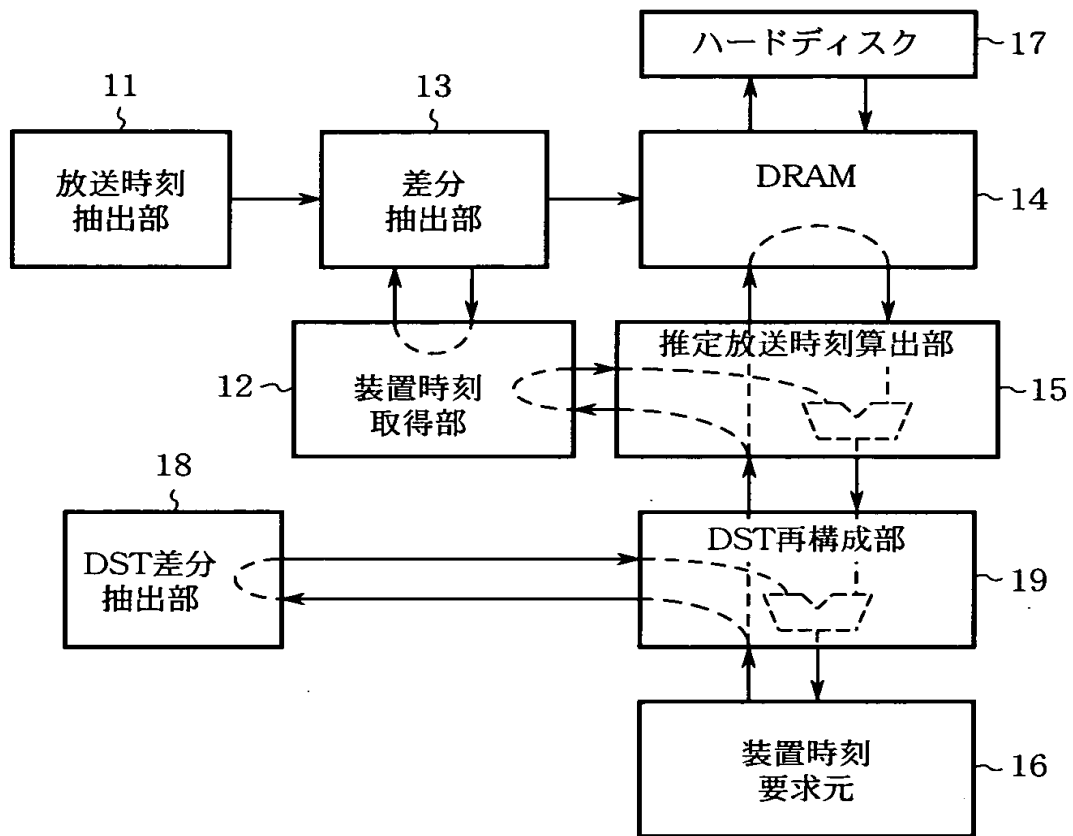 ハードディスク
17
11
13
放送時刻
抽出部
差分
抽出部
DRAM
14
12
装置時刻
取得部
推定放送時刻算出部
15
18
DST差分
抽出部
DST再構成部
19
装置時刻
要求元
16